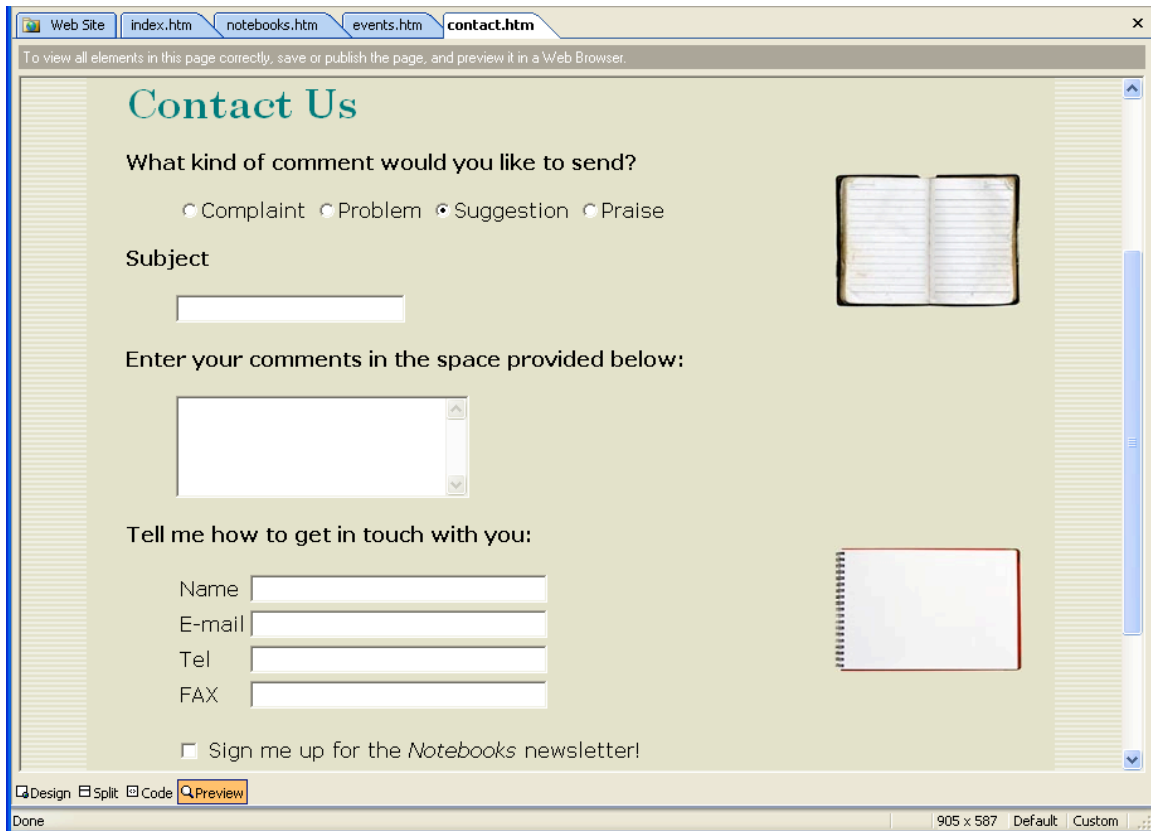 Web Site index.htm notebooks.htm events.htm contact.htm
To view all elements in this page correctly, save or publish the page, and preview it in a Web Browser.
Contact Us
What kind of comment would you like to send?
Complaint Problem Suggestion Praise
Subject
Enter your comments in the space provided below:
Tell me how to get in touch with you:
Name
E-mail
Tel
FAX
Sign me up for the Notebooks newsletter!
Design Split Code Preview
Done 905 x 587 Default Custom